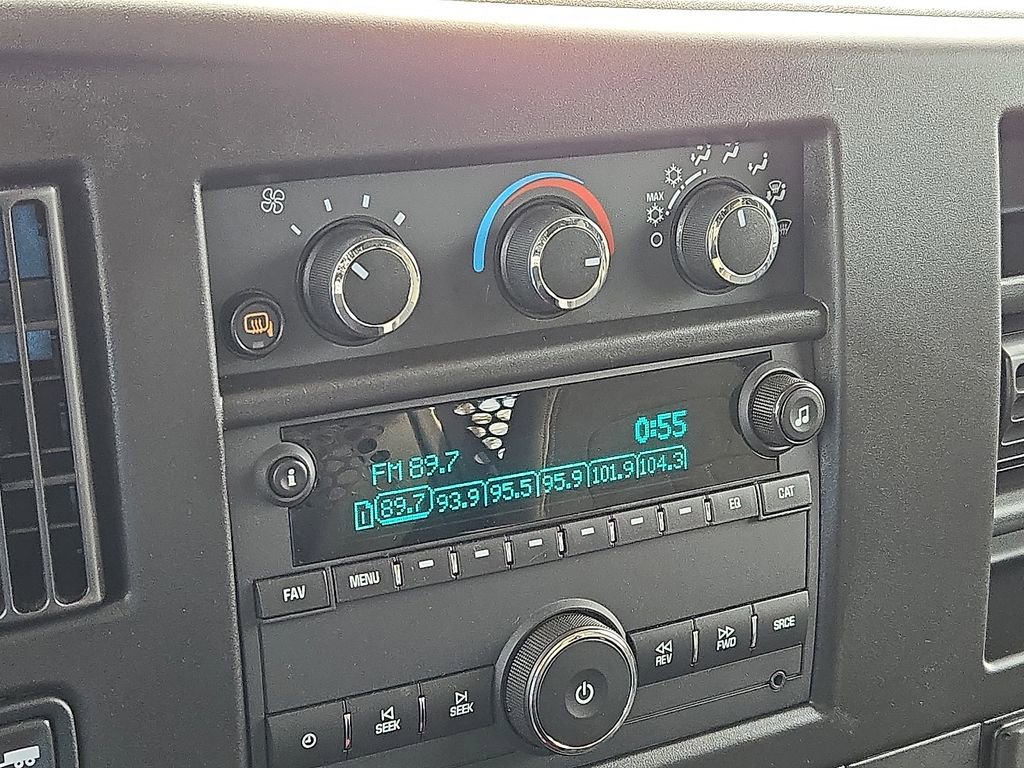 MAX
0:55
FM 89.7
1 89.7 93.9 95.5 95.9 101.9 104.3
i
FAV MENU EQ CAT
SEEK SEEK REV FWD SRCE